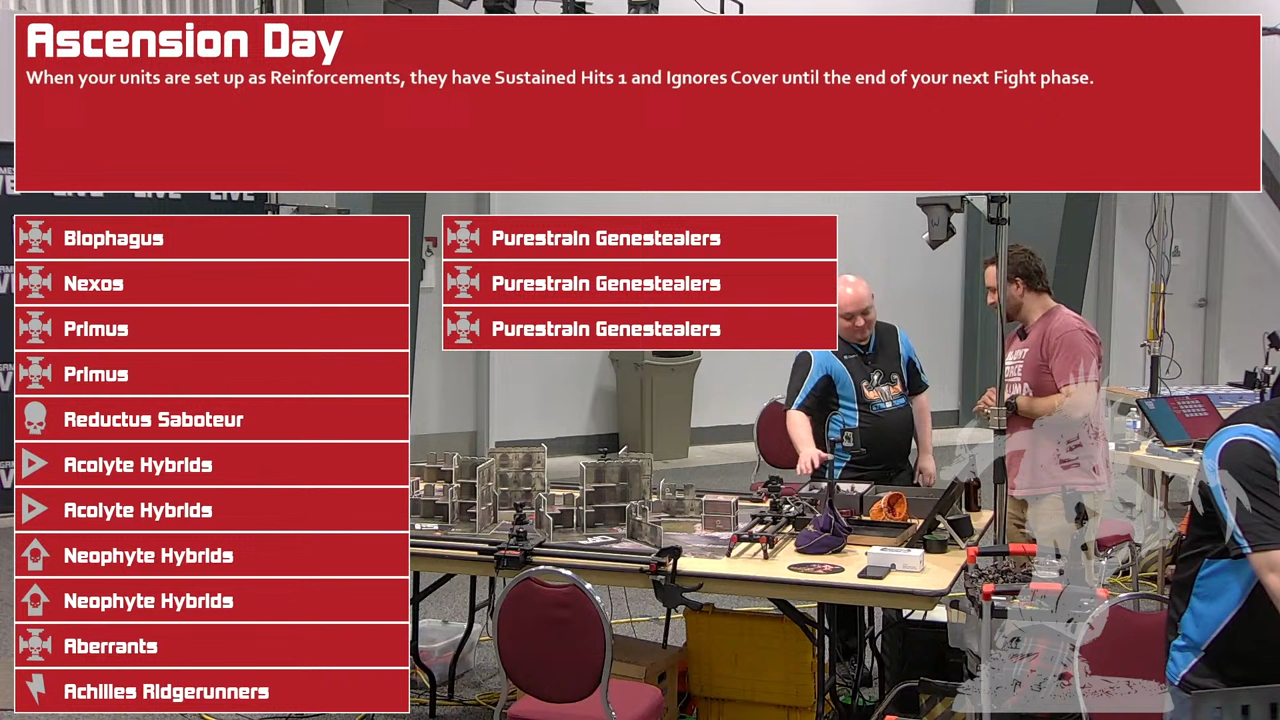 Ascension Day
When your units are set up as Reinforcements, they have Sustained Hits 1 and Ignores Cover until the end of your next Fight phase.
Biophagus
Nexos
Primus
Primus
Reductus Saboteur
Acolyte Hybrids
Acolyte Hybrids
Neophyte Hybrids
Neophyte Hybrids
Aberrants
Achilles Ridgerunners
Purestrain Genestealers
Purestrain Genestealers
Purestrain Genestealers
LIVE